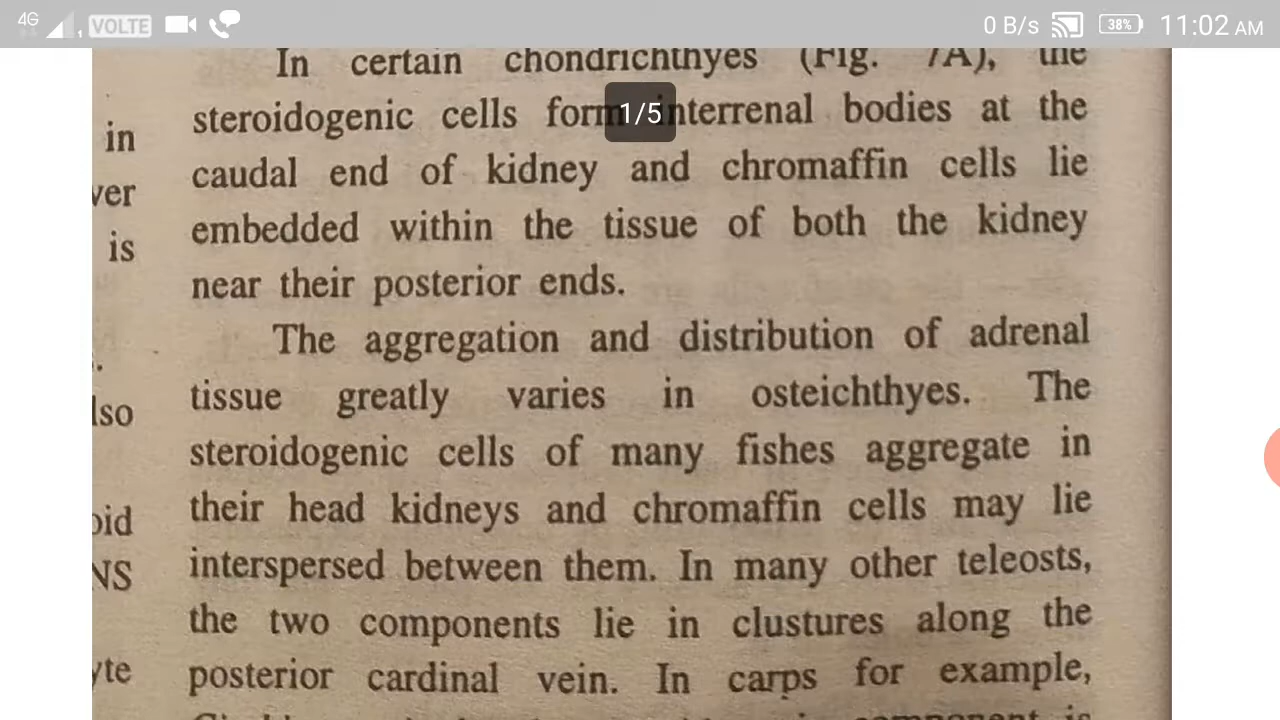 4G VOLTE 0 B/s 38% 11:02 AM
1/5
In certain chondrichthyes (Fig. 7A), the
steroidogenic cells form interrenal bodies at the
caudal end of kidney and chromaffin cells lie
embedded within the tissue of both the kidney
near their posterior ends.
The aggregation and distribution of adrenal
tissue greatly varies in osteichthyes. The
steroidogenic cells of many fishes aggregate in
their head kidneys and chromaffin cells may lie
interspersed between them. In many other teleosts,
the two components lie in clustures along the
posterior cardinal vein. In carps for example,
in
ver
is
lso
oid
NS
yte